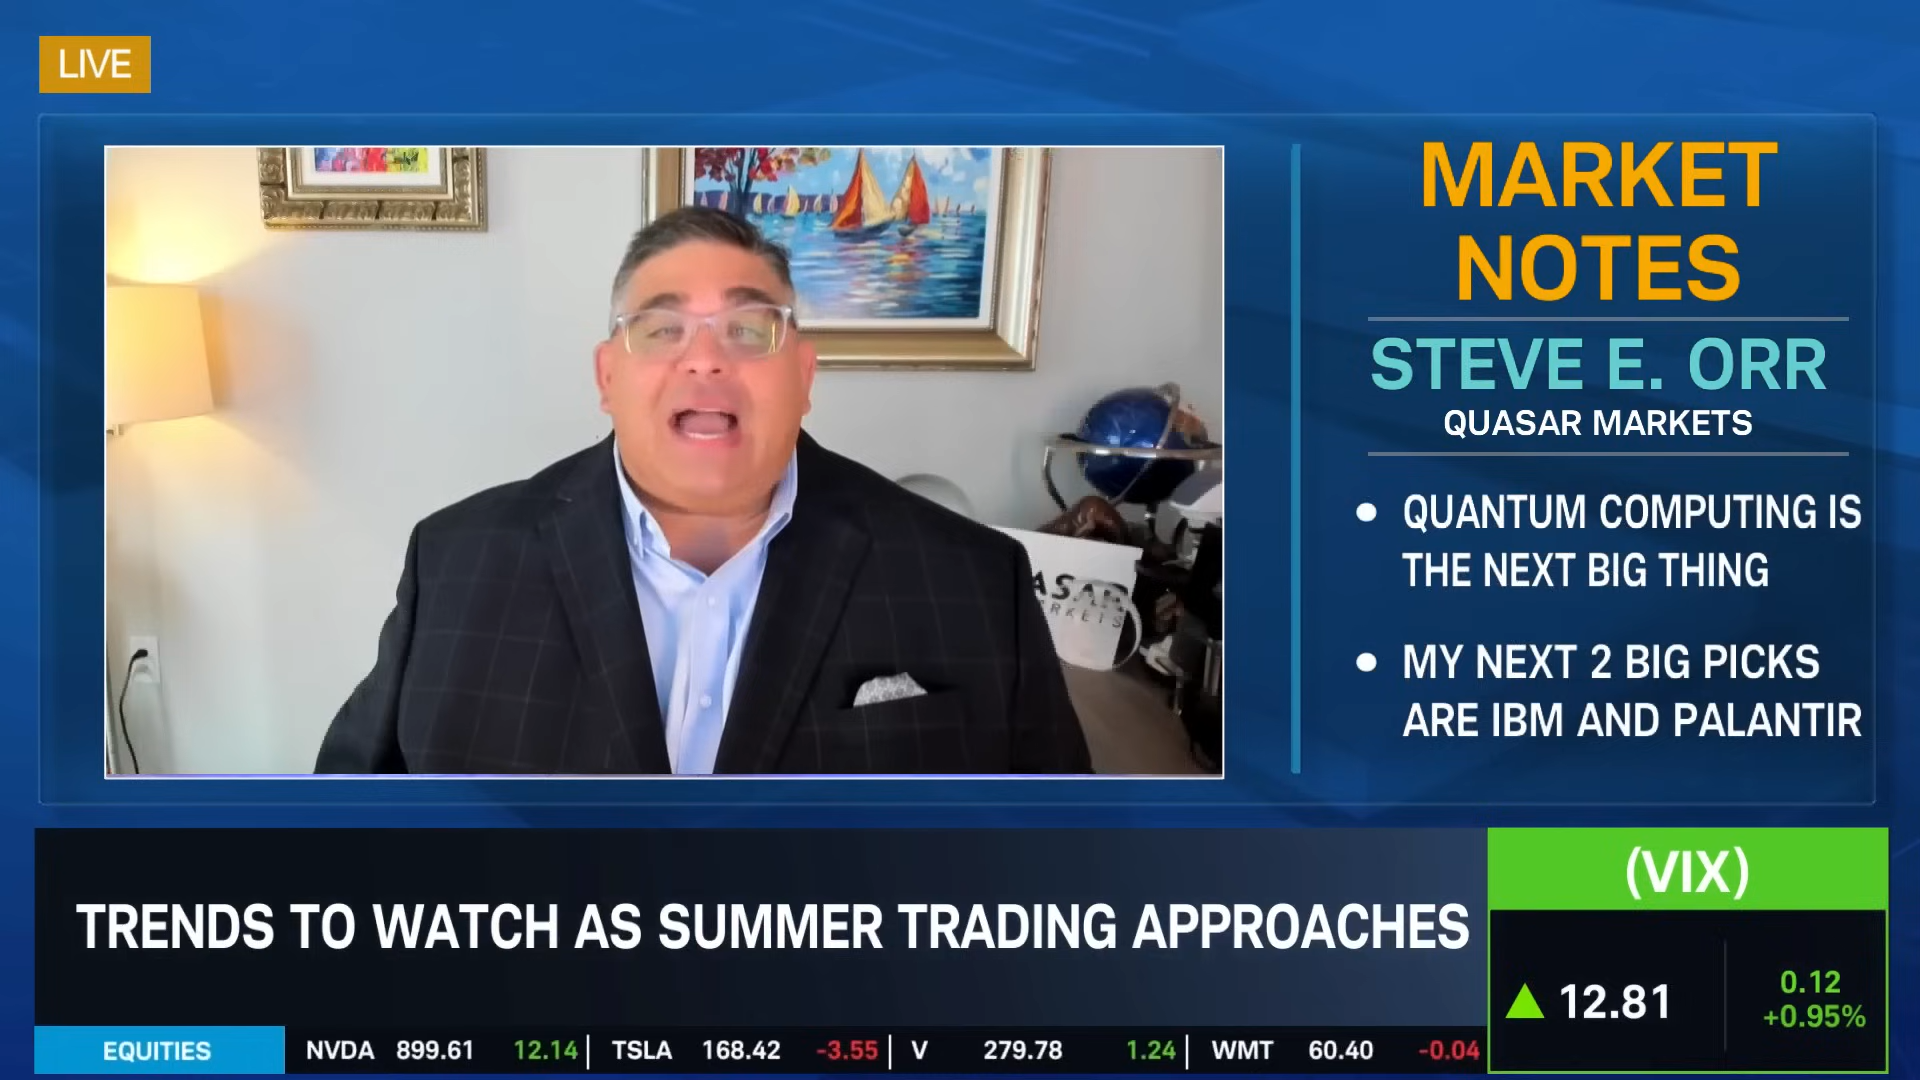 LIVE
MARKET
NOTES
STEVE E. ORR
QUASAR MARKETS
• QUANTUM COMPUTING IS
THE NEXT BIG THING
• MY NEXT 2 BIG PICKS
ARE IBM AND PALANTIR
ASAR
RKETS
TRENDS TO WATCH AS SUMMER TRADING APPROACHES
(VIX)
12.81
0.12
+0.95%
EQUITIES
NVDA 899.61 12.14 TSLA 168.42 -3.55 V 279.78 1.24 WMT 60.40 -0.04